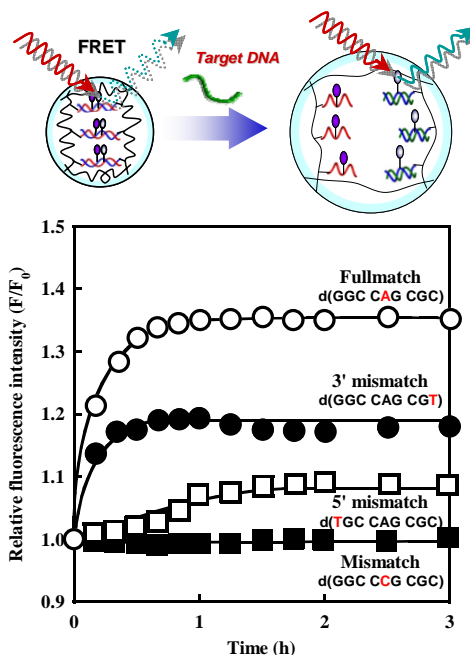 FRET
Target DNA
Relative fluorescence intensity (F/F0)
1.5
1.4
1.3
1.2
1.1
1.0
0.9
Fullmatch
d(GGC CAG CGC)
3' mismatch
d(GGC CAG CGT)
5' mismatch
d(TGC CAG CGC)
Mismatch
d(GGC CCG CGC)
0 1 2 3
Time (h)